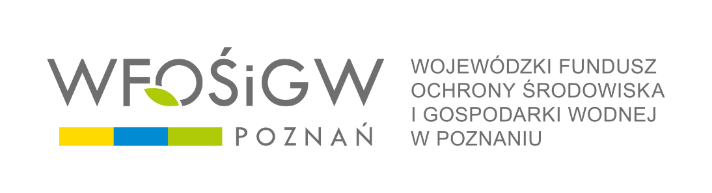 WFOŚiGW
POZNAŃ
WOJEWÓDZKI FUNDUSZ
OCHRONY ŚRODOWISKA
I GOSPODARKI WODNEJ
W POZNANIU